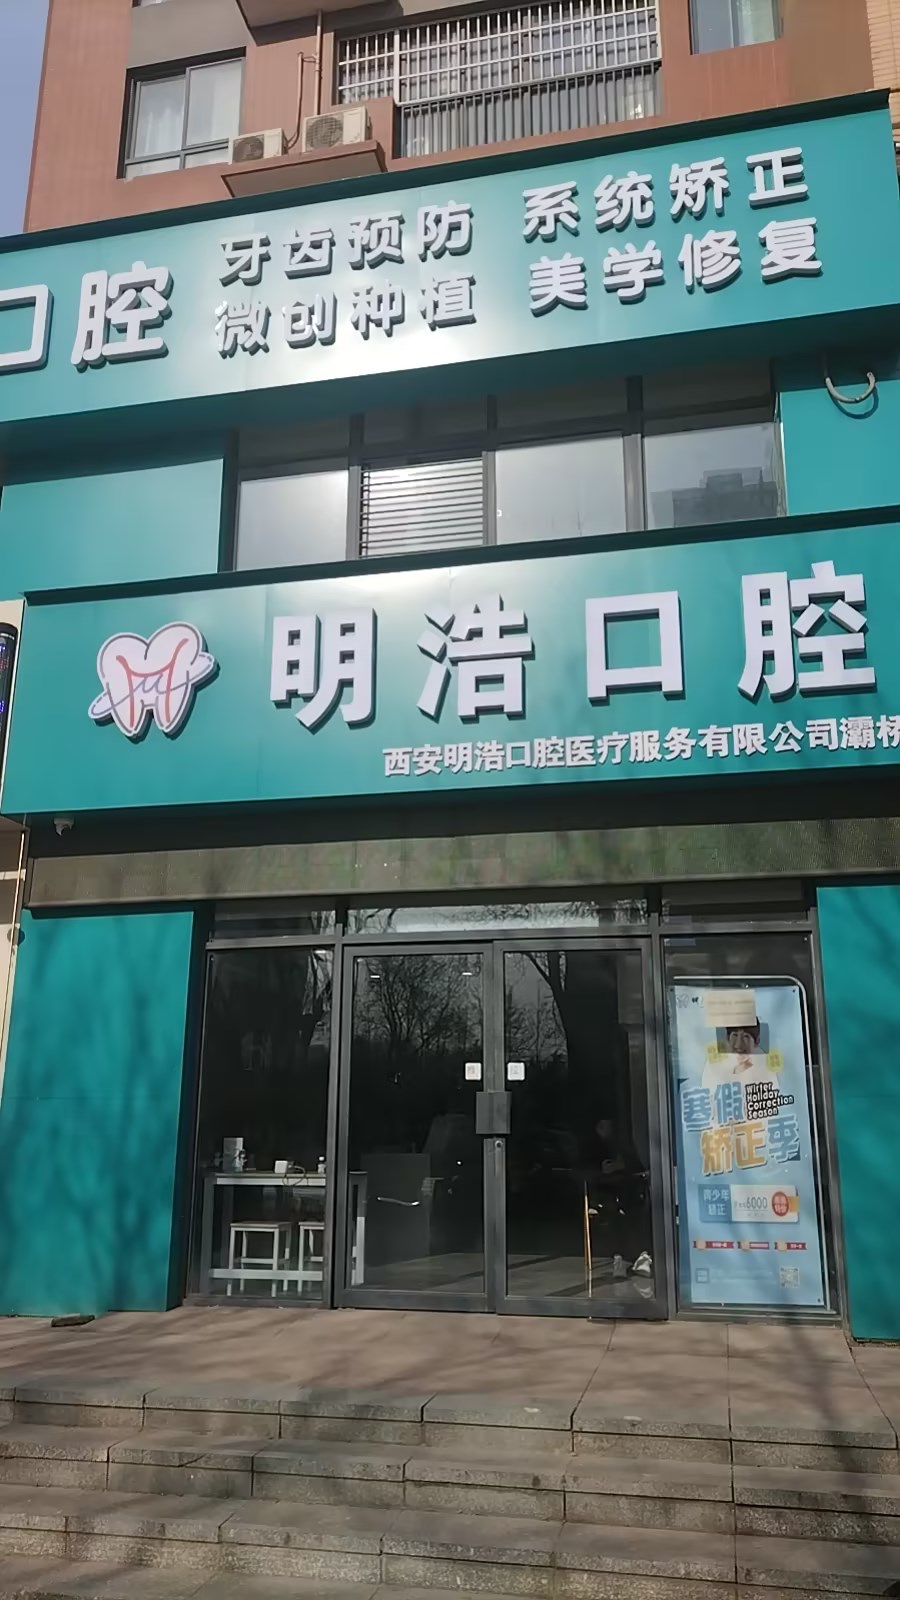 口腔
牙齿预防 系统矫正
微创种植 美学修复
明浩口腔
西安明浩口腔医疗服务有限公司灞桥
寒假
Winter
Holiday
Correction
Season
矫正季
青少年
矫正
6000